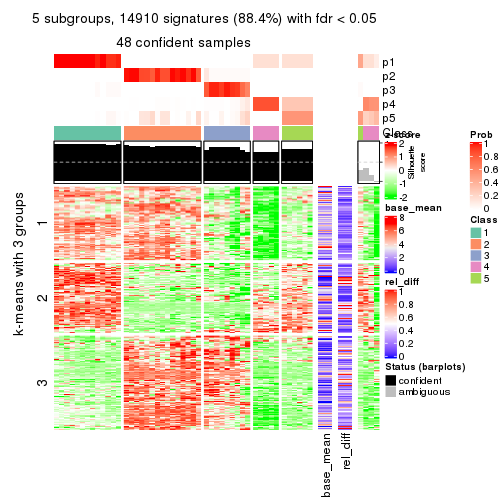 5 subgroups, 14910 signatures (88.4%) with fdr < 0.05
48 confident samples
p1
p2
p3
p4
p5
Class
Silhouette
score
k-means with 3 groups
1
2
3
base_mean
rel_diff
z-score
2
1
0
-1
-2
base_mean
8
6
4
2
0
rel_diff
1
0.8
0.6
0.4
0.2
0
Status (barplots)
confident
ambiguous
Prob
1
0.8
0.6
0.4
0.2
0
Class
1
2
3
4
5